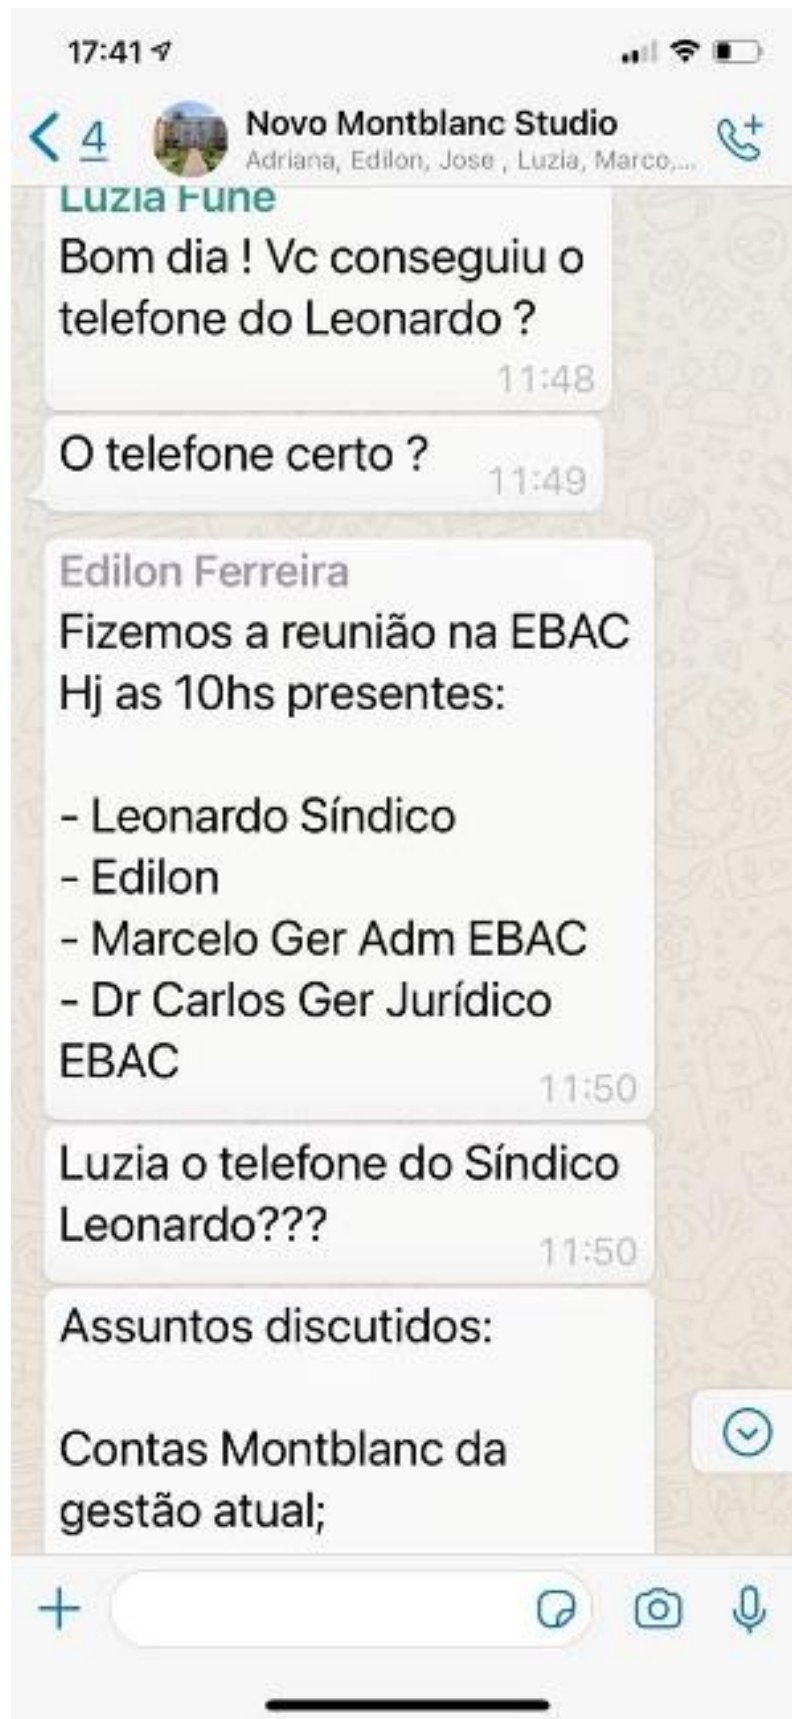 17:41
4
Novo Montblanc Studio
Adriana, Edilon, Jose , Luzia, Marco,...
Luzia Fune
Bom dia ! Vc conseguiu o
telefone do Leonardo ?
11:48
O telefone certo ?
11:49
Edilon Ferreira
Fizemos a reunião na EBAC
Hj as 10hs presentes:
- Leonardo Síndico
- Edilon
- Marcelo Ger Adm EBAC
- Dr Carlos Ger Jurídico
EBAC
11:50
Luzia o telefone do Síndico
Leonardo???
11:50
Assuntos discutidos:
Contas Montblanc da
gestão atual;